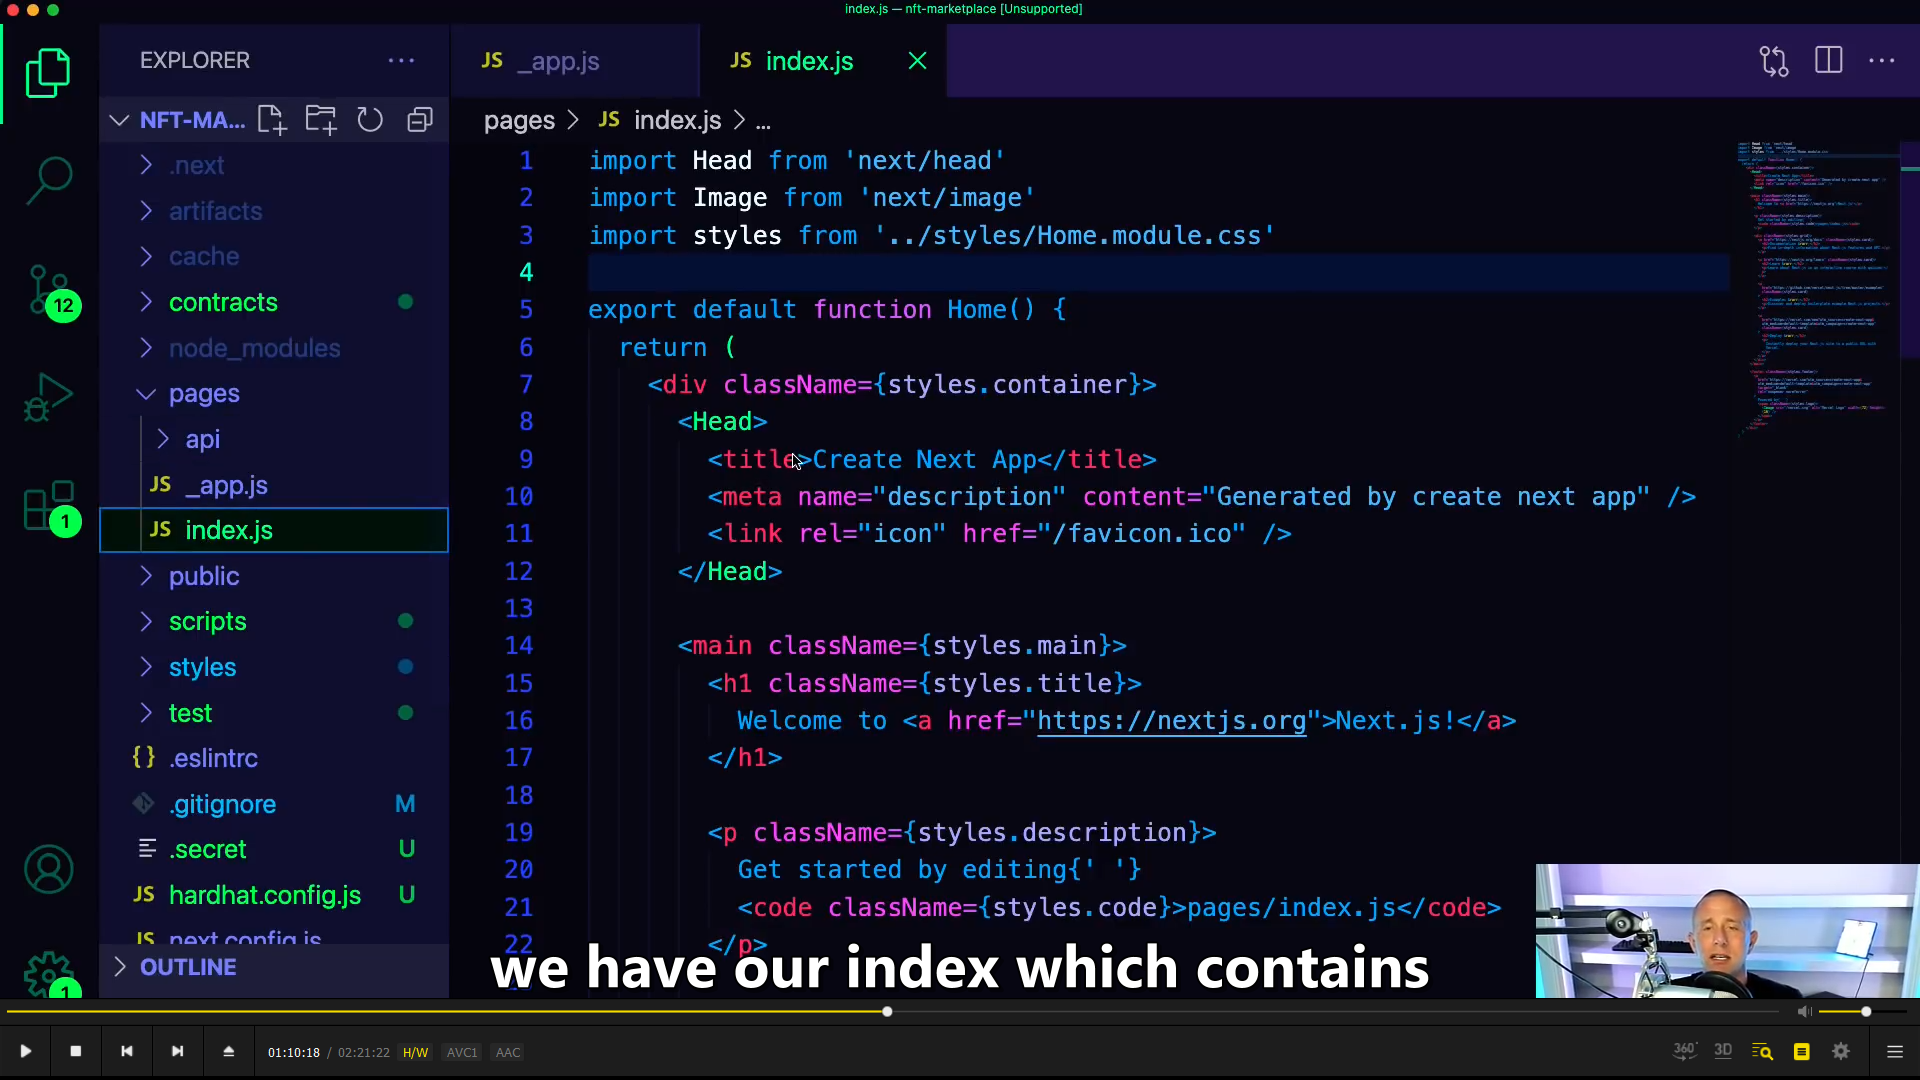 index.js — nft-marketplace [Unsupported]
EXPLORER
JS _app.js
JS index.js
NFT-MA...
pages > JS index.js > ...
.next
artifacts
cache
contracts
node_modules
pages
api
JS _app.js
JS index.js
public
scripts
styles
test
{} .eslintrc
.gitignore M
.secret U
JS hardhat.config.js U
JS next.config.js
OUTLINE
12
1
1
1 import Head from 'next/head'
2 import Image from 'next/image'
3 import styles from '../styles/Home.module.css'
4
5 export default function Home() {
6 return (
7 <div className={styles.container}>
8 <Head>
9 <title>Create Next App</title>
10 <meta name="description" content="Generated by create next app" />
11 <link rel="icon" href="/favicon.ico" />
12 </Head>
13
14 <main className={styles.main}>
15 <h1 className={styles.title}>
16 Welcome to <a href="https://nextjs.org">Next.js!</a>
17 </h1>
18
19 <p className={styles.description}>
20 Get started by editing{' '}
21 <code className={styles.code}>pages/index.js</code>
22 </p>
we have our index which contains
01:10:18 / 02:21:22 H/W AVC1 AAC
360° 3D